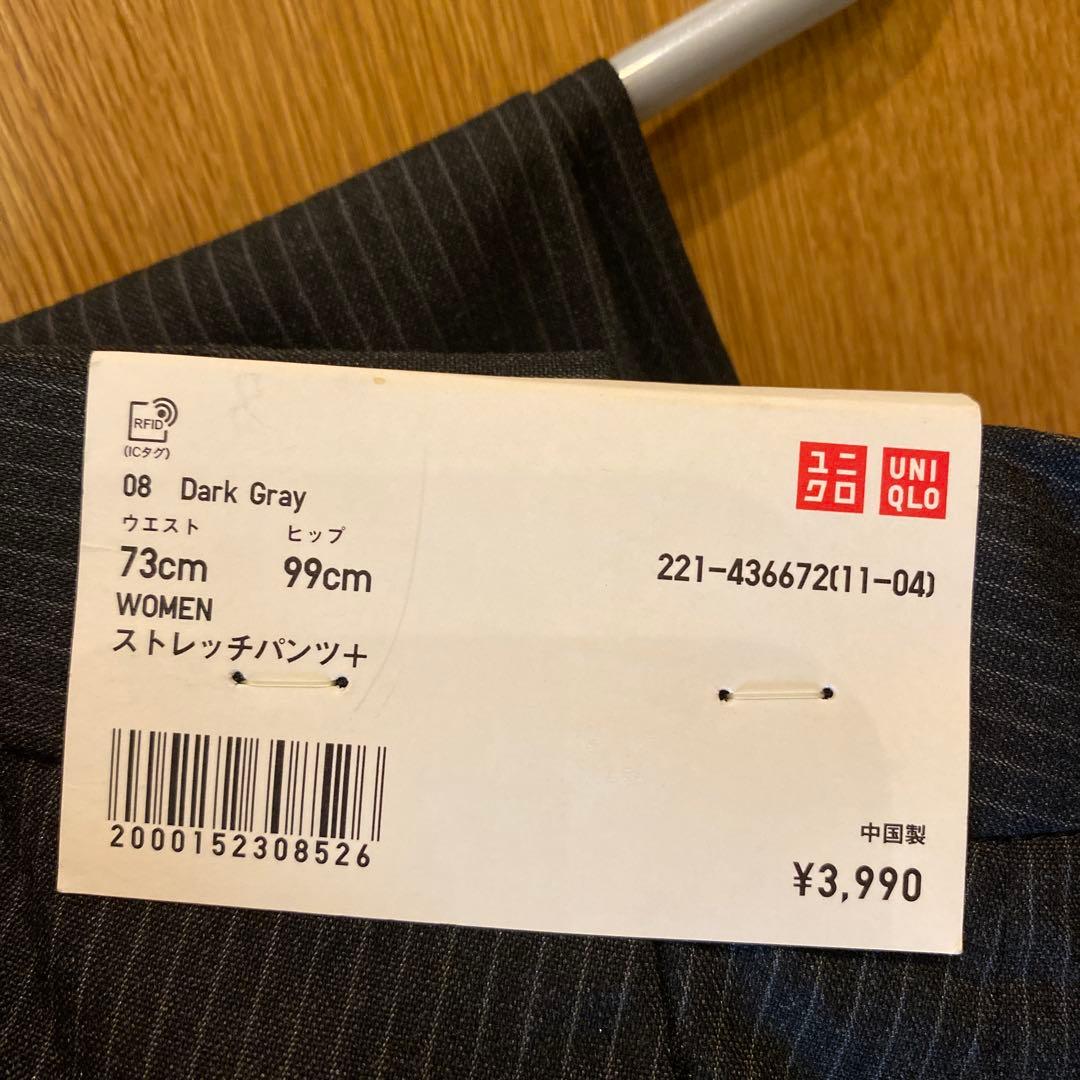 RFID
(ICタグ)
08 Dark Gray
ウエスト ヒップ
73cm 99cm
WOMEN
ストレッチパンツ+
2000152308526
ユニ
クロ
UNI
QLO
221-436672(11-04)
中国製
¥3,990